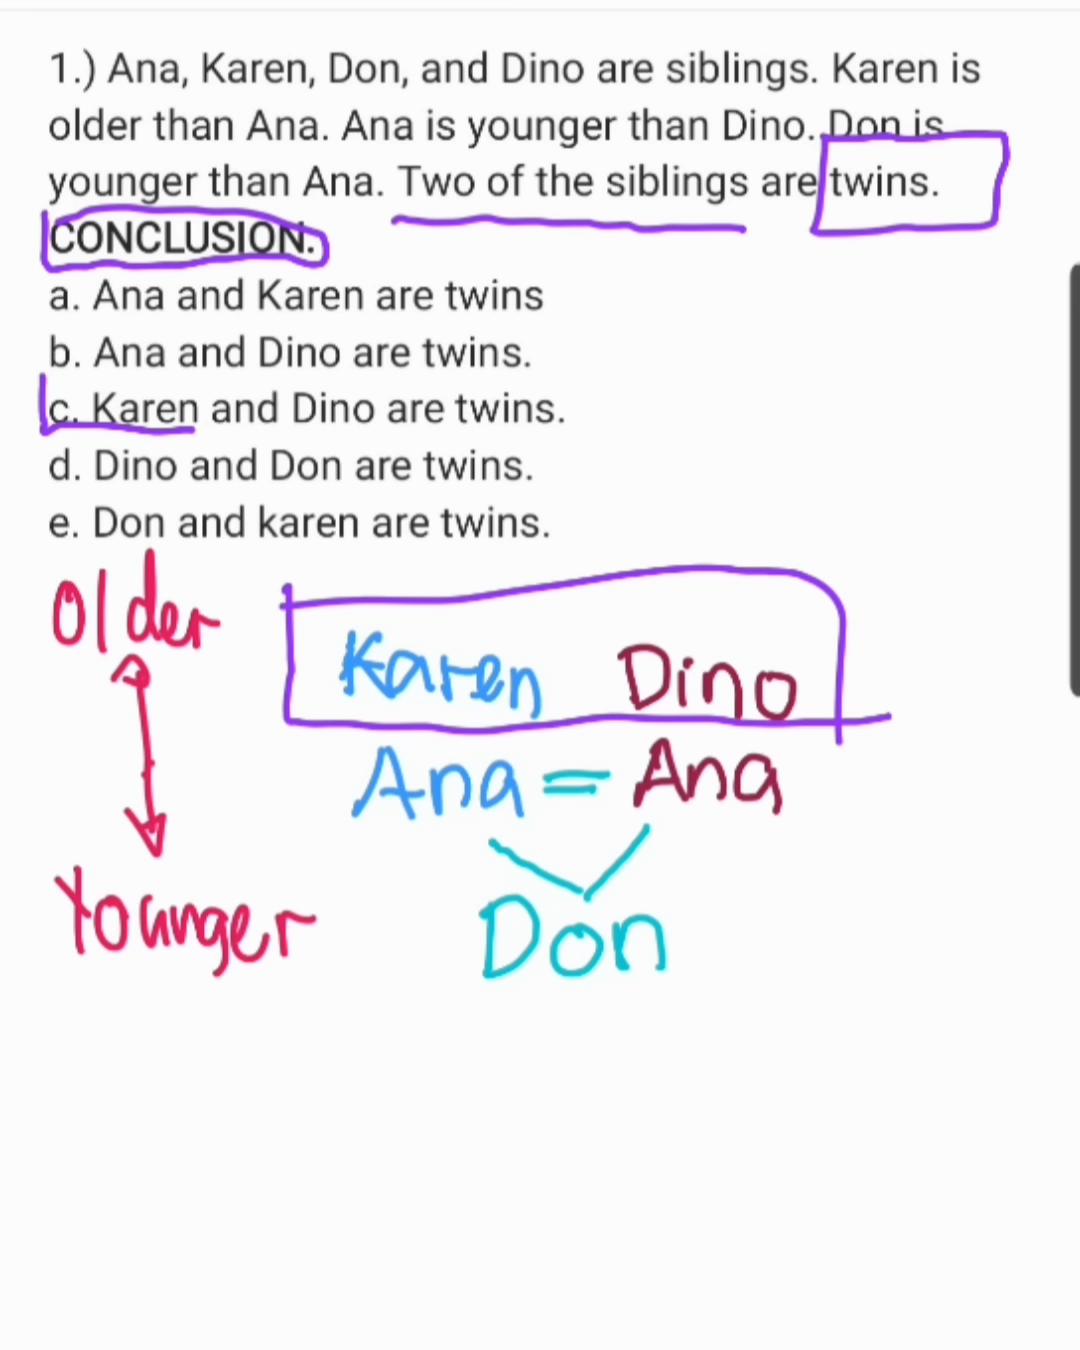 1.) Ana, Karen, Don, and Dino are siblings. Karen is
older than Ana. Ana is younger than Dino. Don is
younger than Ana. Two of the siblings are twins.
CONCLUSION.
a. Ana and Karen are twins
b. Ana and Dino are twins.
c. Karen and Dino are twins.
d. Dino and Don are twins.
e. Don and karen are twins.
Older
Karen Dino
Ana = Ana
Younger
Don